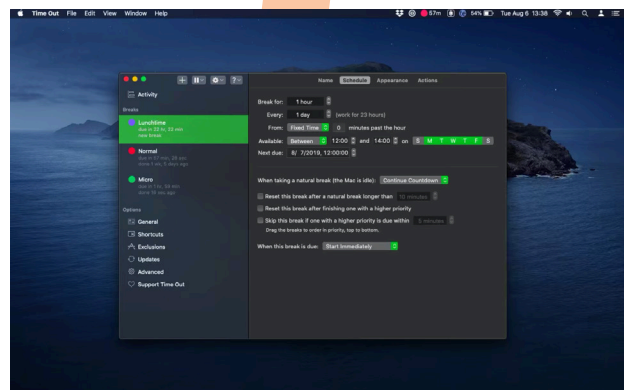 Time Out File Edit View Window Help 57m 54% Tue Aug 6 13:38
Name Schedule Appearance Actions
Activity
Breaks
Lunchtime
due in 22 hr, 22 min
new break
Normal
due in 57 min, 28 sec
Micro
Options
General
Shortcuts
Exclusions
Updates
Advanced
Support Time Out
Break for: 1 hour
Every: 1 day (work for 23 hours)
From: Fixed Time 0 minutes past the hour
Available: Between 12:00 and 14:00 on S M T W T F S
Next due: 8/ 7/2019, 12:00:00
When taking a natural break (the Mac is idle): Continue Countdown
Reset this break after a natural break longer than 10 minutes
Reset this break after finishing one with a higher priority
Skip this break if one with a higher priority is due within 5 minutes
Drag the breaks to order in priority, top to bottom.
When this break is due: Start Immediately